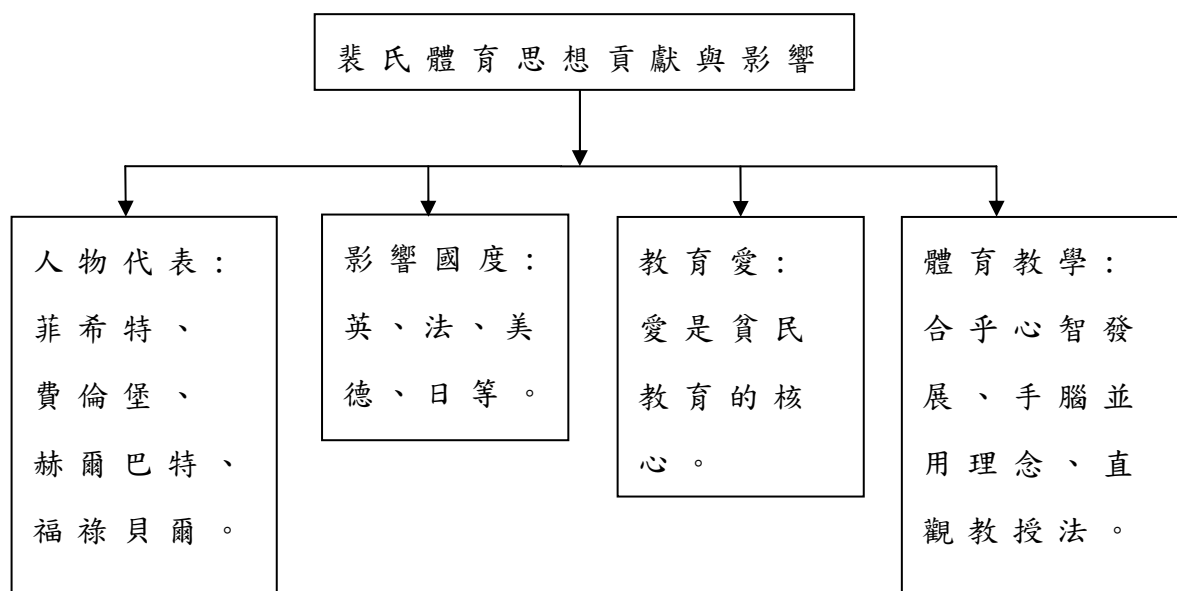 裴氏體育思想貢獻與影響
人物代表：
菲希特、
費倫堡、
赫爾巴特、
福祿貝爾。
影響國度：
英、法、美
德、日等。
教育愛：
愛是貧民
教育的核
心。
體育教學：
合乎心智發
展、手腦並
用理念、直
觀教授法。